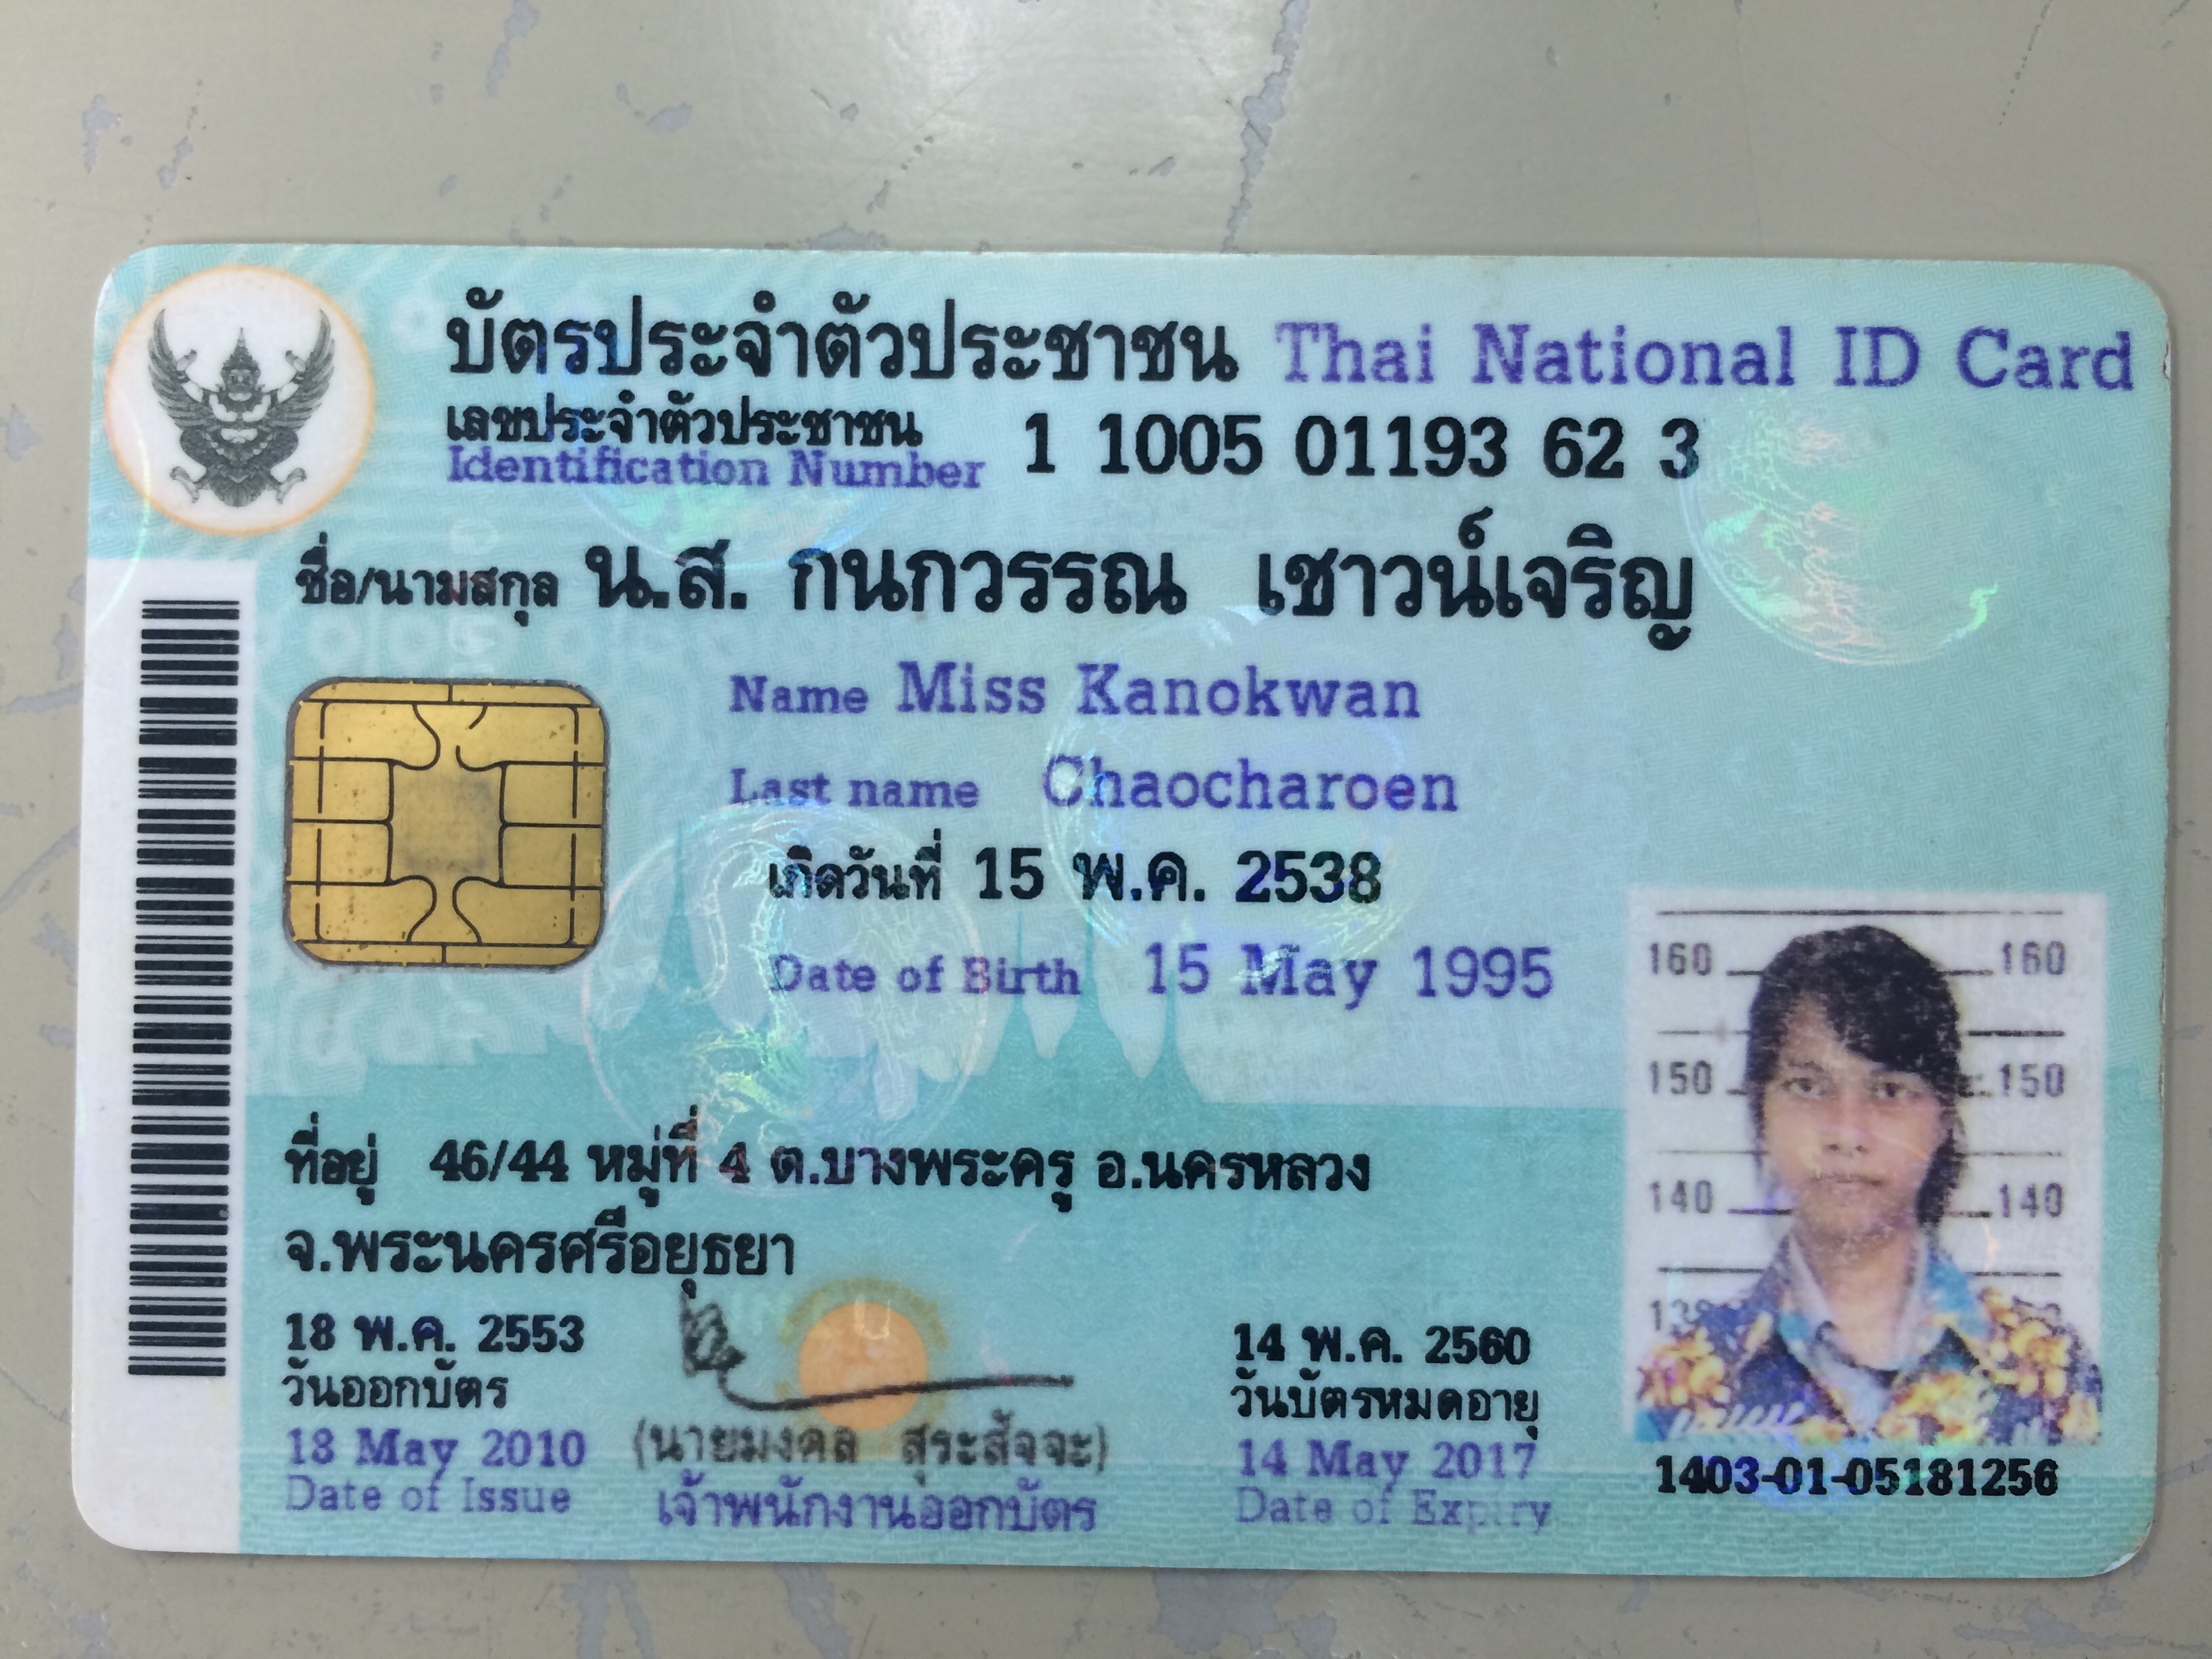 บัตรประจำตัวประชาชน Thai National ID Card
เลขประจำตัวประชาชน
Identification Number 1 1005 01193 62 3
ชื่อ/นามสกุล น.ส. กนกวรรณ เชาวน์เจริญ
Name Miss Kanokwan
Last name Chaocharoen
เกิดวันที่ 15 พ.ค. 2538
Date of Birth 15 May 1995
160 160
150 150
140 140
ที่อยู่ 46/44 หมู่ที่ 4 ต.บางพระครู อ.นครหลวง
จ.พระนครศรีอยุธยา
18 พ.ค. 2553
วันออกบัตร
18 May 2010
Date of Issue
(นายมงคล สุระสัจจะ)
เจ้าพนักงานออกบัตร
14 พ.ค. 2560
วันบัตรหมดอายุ
14 May 2017
Date of Expiry
1403-01-05181256